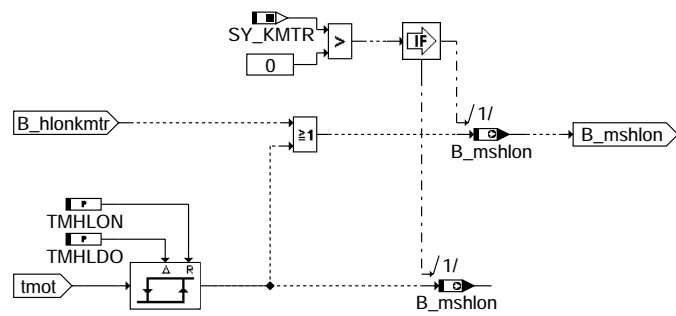 SY_KMTR
>
IF
0
/1/
B_hlonkmtr
≥1
B_mshlon
B_mshlon
P
TMHLON
P
TMHLDO
Δ R
/1/
tmot
B_mshlon